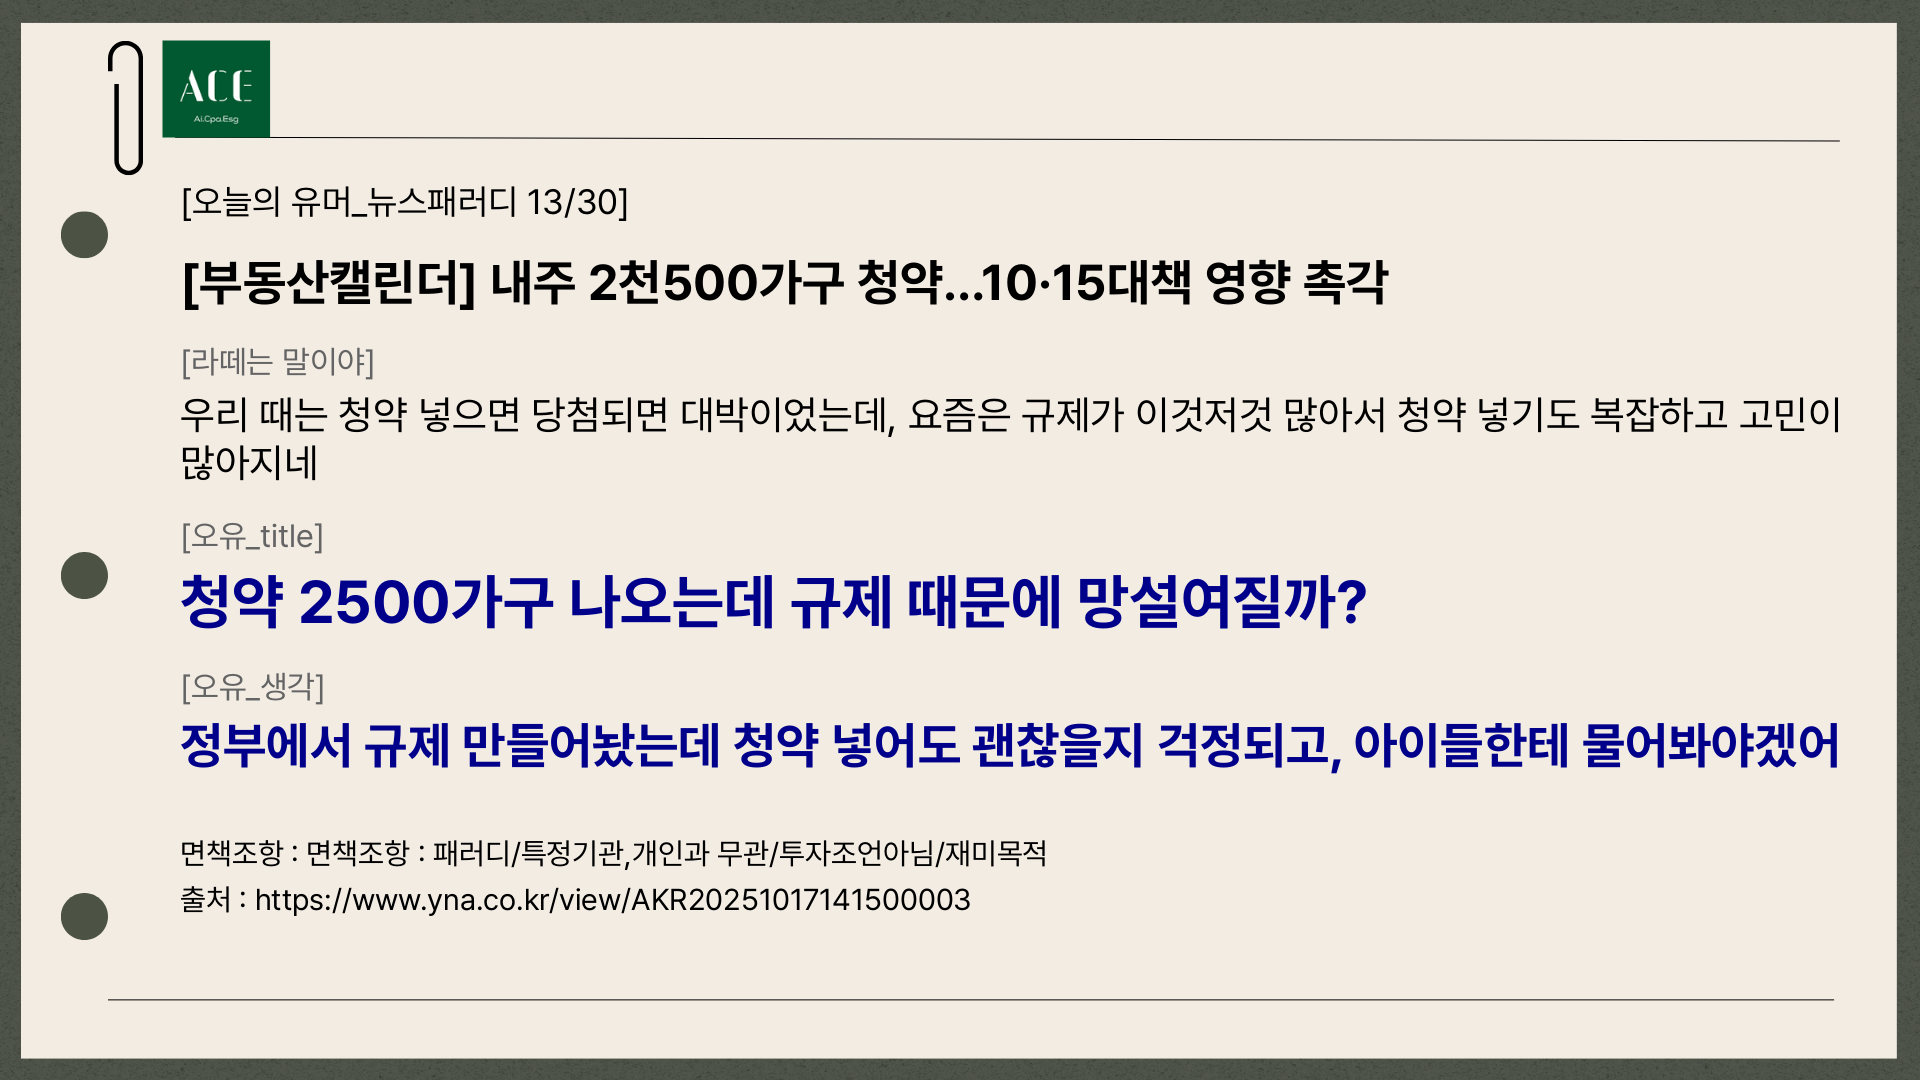 ACE
Ai.Cpa.Esg
[오늘의 유머_뉴스패러디 13/30]
[부동산캘린더] 내주 2천500가구 청약...10·15대책 영향 촉각
[라떼는 말이야]
우리 때는 청약 넣으면 당첨되면 대박이었는데, 요즘은 규제가 이것저것 많아서 청약 넣기도 복잡하고 고민이
많아지네
[오유_title]
청약 2500가구 나오는데 규제 때문에 망설여질까?
[오유_생각]
정부에서 규제 만들어놨는데 청약 넣어도 괜찮을지 걱정되고, 아이들한테 물어봐야겠어
면책조항 : 면책조항 : 패러디/특정기관,개인과 무관/투자조언아님/재미목적
출처 : https://www.yna.co.kr/view/AKR20251017141500003